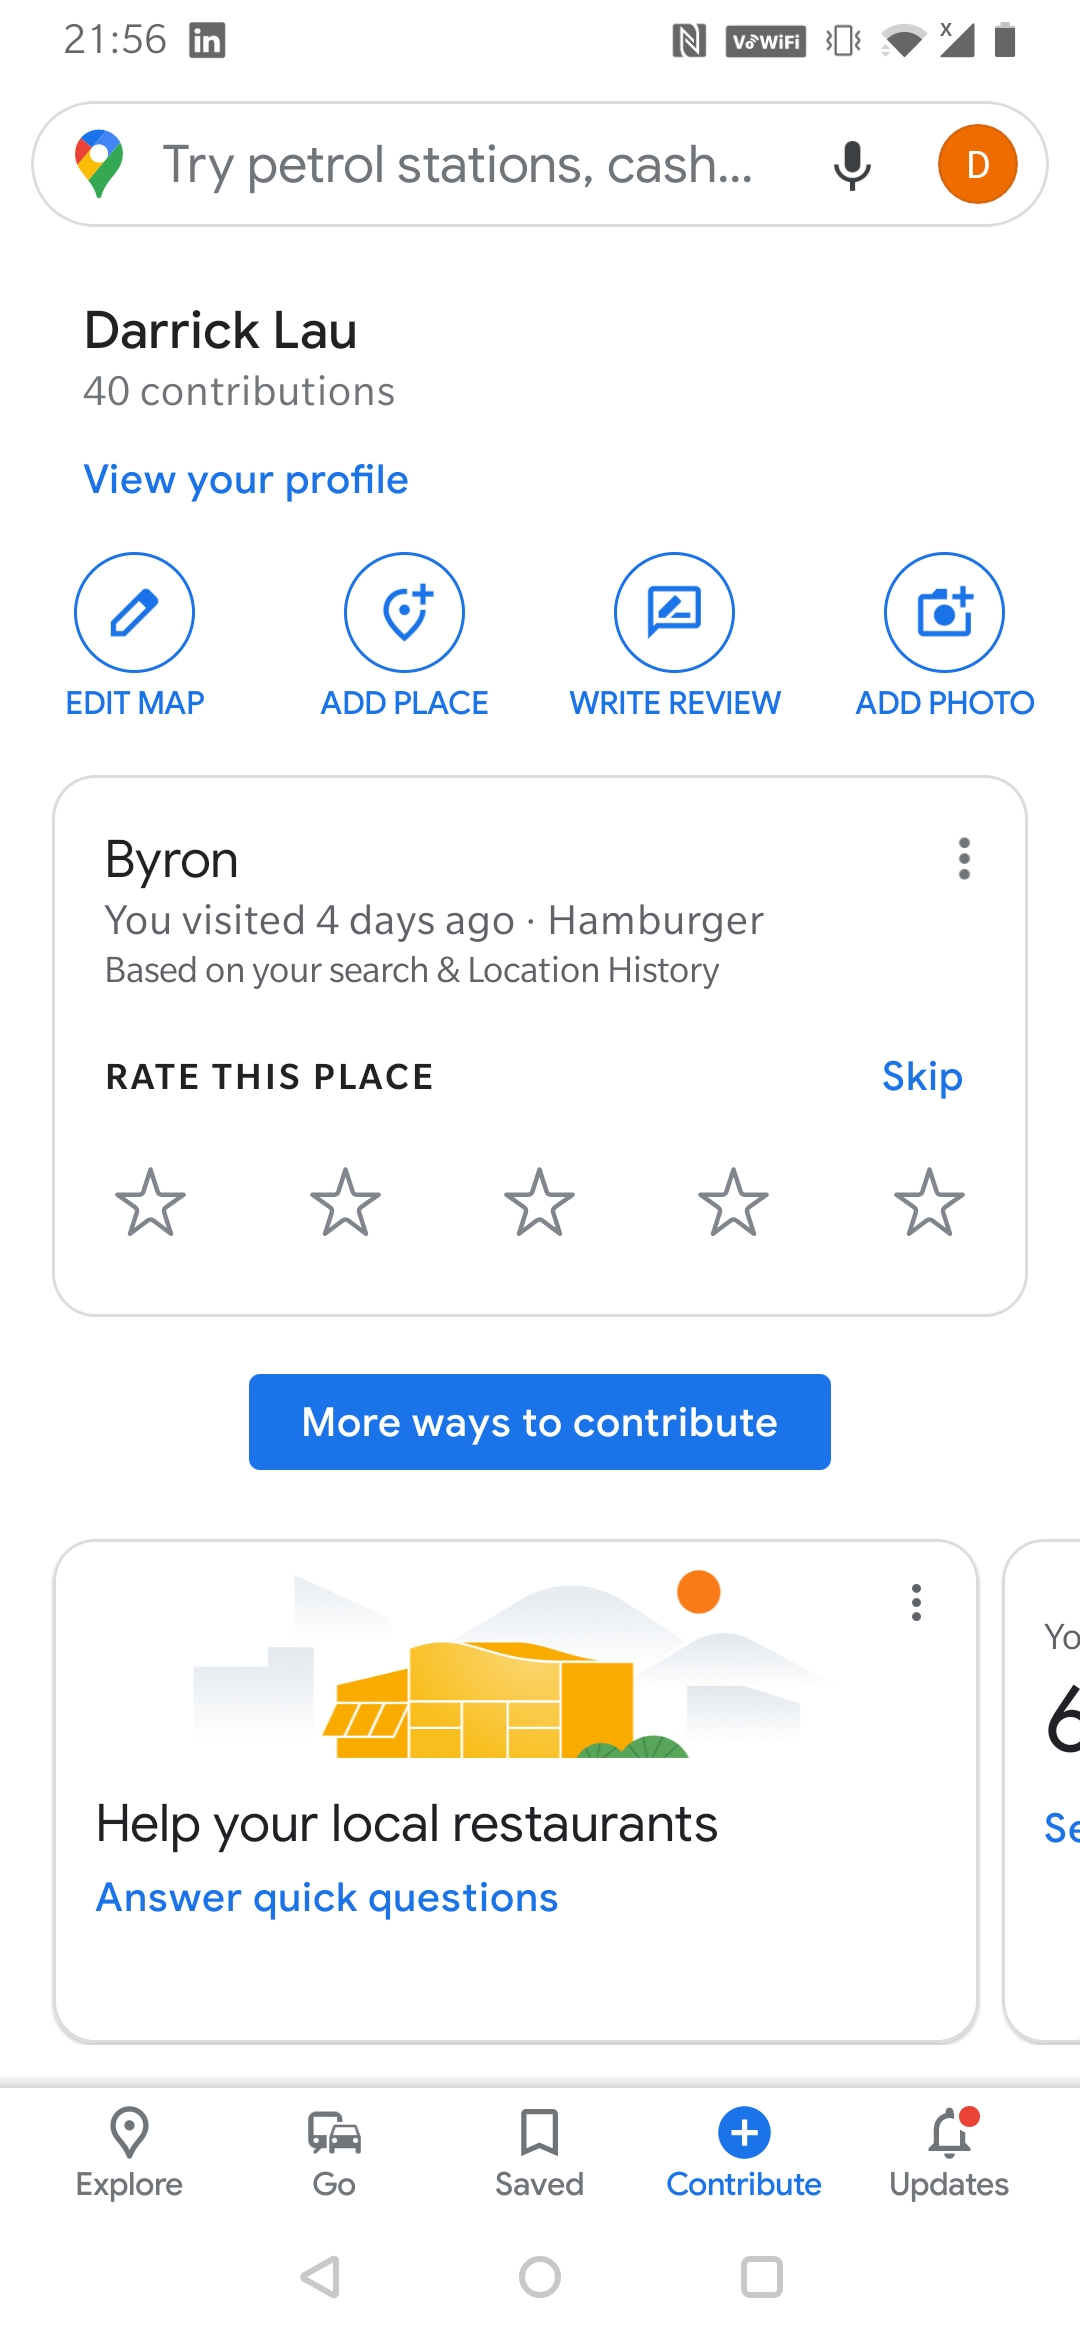 21:56 in VoWiFi X
Try petrol stations, cash... D
Darrick Lau
40 contributions
View your profile
EDIT MAP ADD PLACE WRITE REVIEW ADD PHOTO
Byron
You visited 4 days ago · Hamburger
Based on your search & Location History
RATE THIS PLACE Skip
More ways to contribute
Yo
6
Help your local restaurants
Se
Answer quick questions
Explore Go Saved Contribute Updates